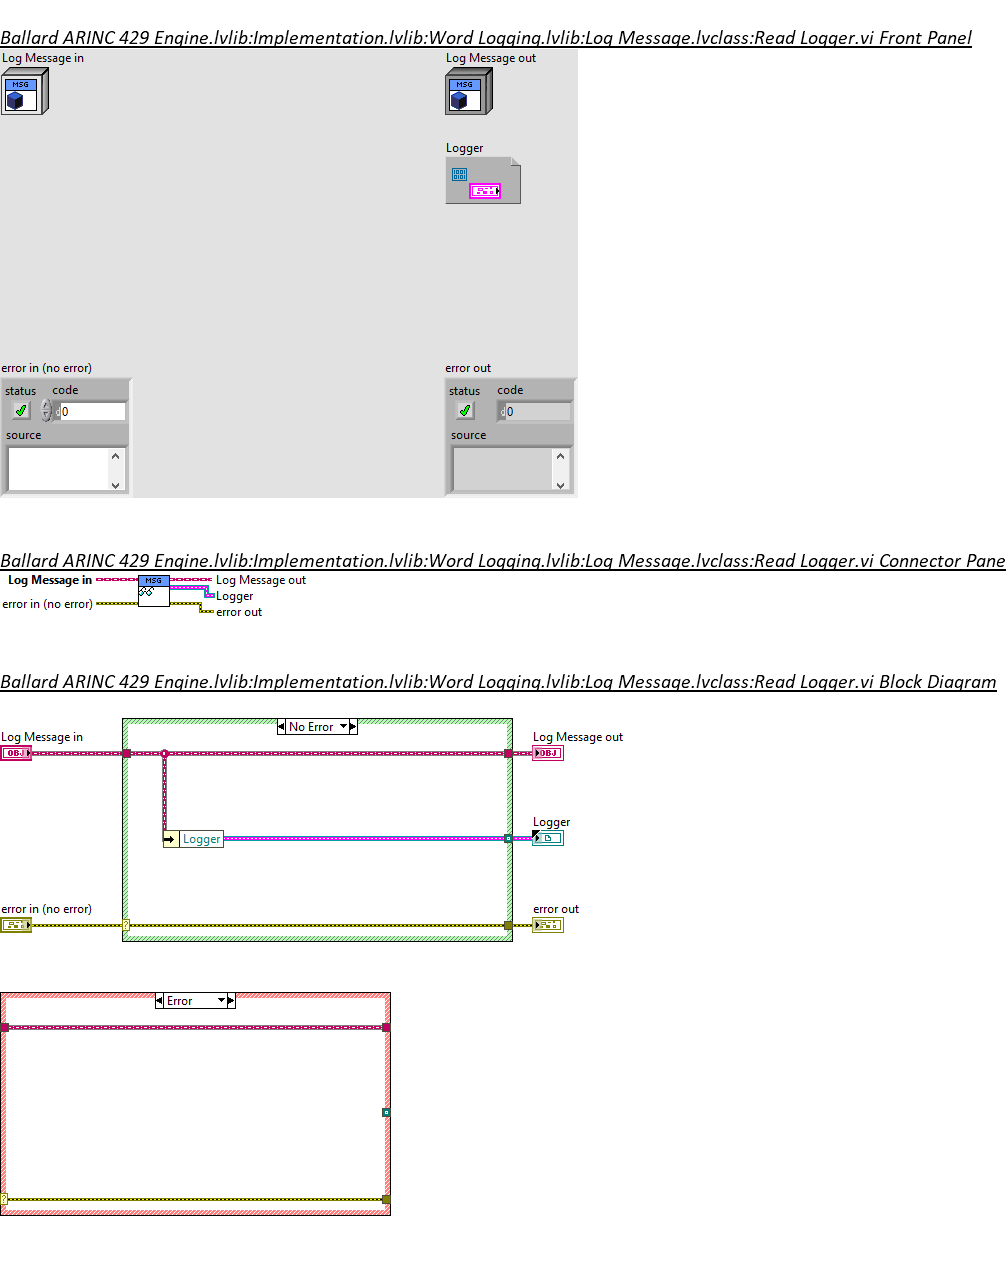 Ballard ARINC 429 Engine.lvlib:Implementation.lvlib:Word Logging.lvlib:Log Message.lvclass:Read Logger.vi Front Panel
Log Message in
Log Message out
MSG
MSG
Logger
error in (no error)
error out
status code
status code
d 0
d 0
source
source
Ballard ARINC 429 Engine.lvlib:Implementation.lvlib:Word Logging.lvlib:Log Message.lvclass:Read Logger.vi Connector Pane
Log Message in
MSG
Log Message out
Logger
error in (no error)
error out
Ballard ARINC 429 Engine.lvlib:Implementation.lvlib:Word Logging.lvlib:Log Message.lvclass:Read Logger.vi Block Diagram
No Error
Log Message in
Log Message out
OBJ
OBJ
Logger
Logger
error in (no error)
error out
?
Error
?